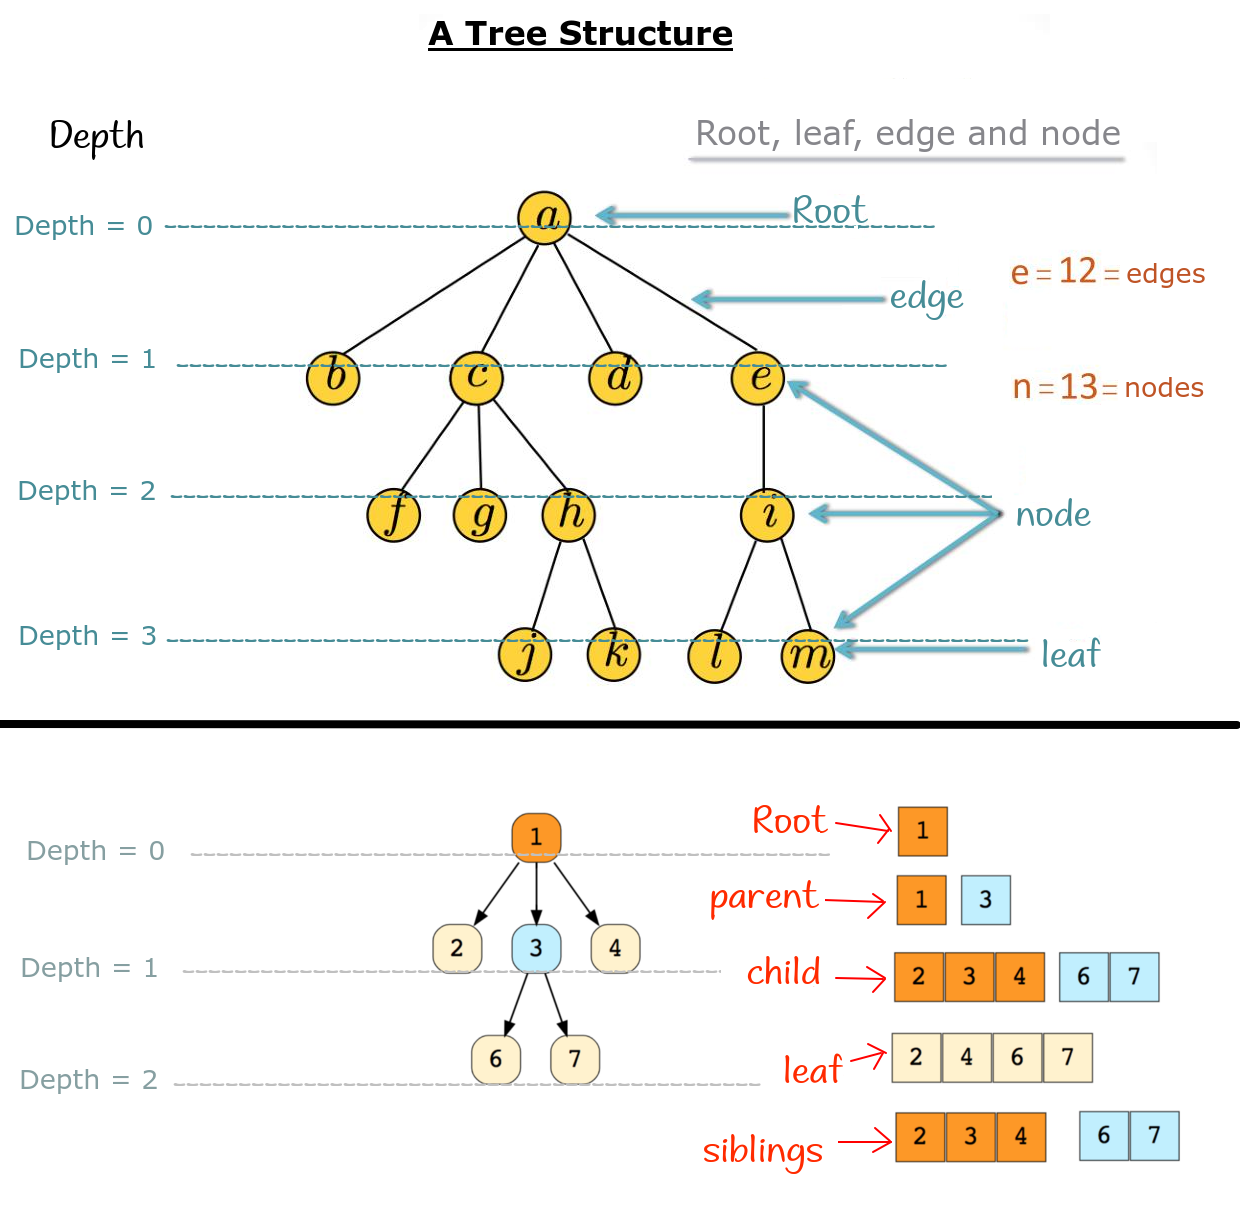 A Tree Structure
Depth
Root, leaf, edge and node
Depth = 0
a
Root
e = 12 = edges
edge
Depth = 1
b c d e
n = 13 = nodes
Depth = 2
f g h i
node
Depth = 3
j k l m
leaf
Depth = 0
1
Root
1
parent
1 3
Depth = 1
2 3 4
child
2 3 4 6 7
Depth = 2
6 7
leaf
2 4 6 7
siblings
2 3 4 6 7